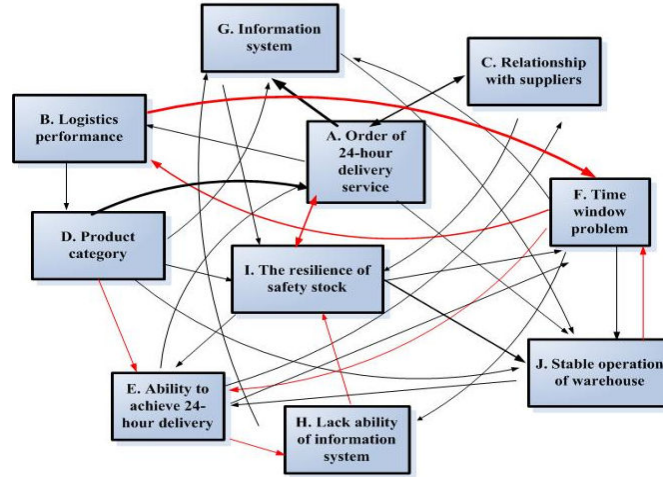 G. Information
system
C. Relationship
with suppliers
B. Logistics
performance
A. Order of
24-hour
delivery
service
F. Time
window
problem
D. Product
category
I. The resilience of
safety stock
J. Stable operation
of warehouse
E. Ability to
achieve 24-
hour delivery
H. Lack ability
of information
system